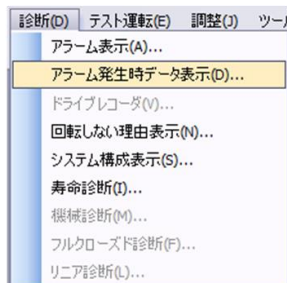 診断(D) テスト運転(E) 調整(J) ツール
アラーム表示(A)...
アラーム発生時データ表示(D)...
ドライブレコーダ(V)...
回転しない理由表示(N)...
システム構成表示(S)...
寿命診断(I)...
機械診断(M)...
フルクローズド診断(F)...
リニア診断(L)...